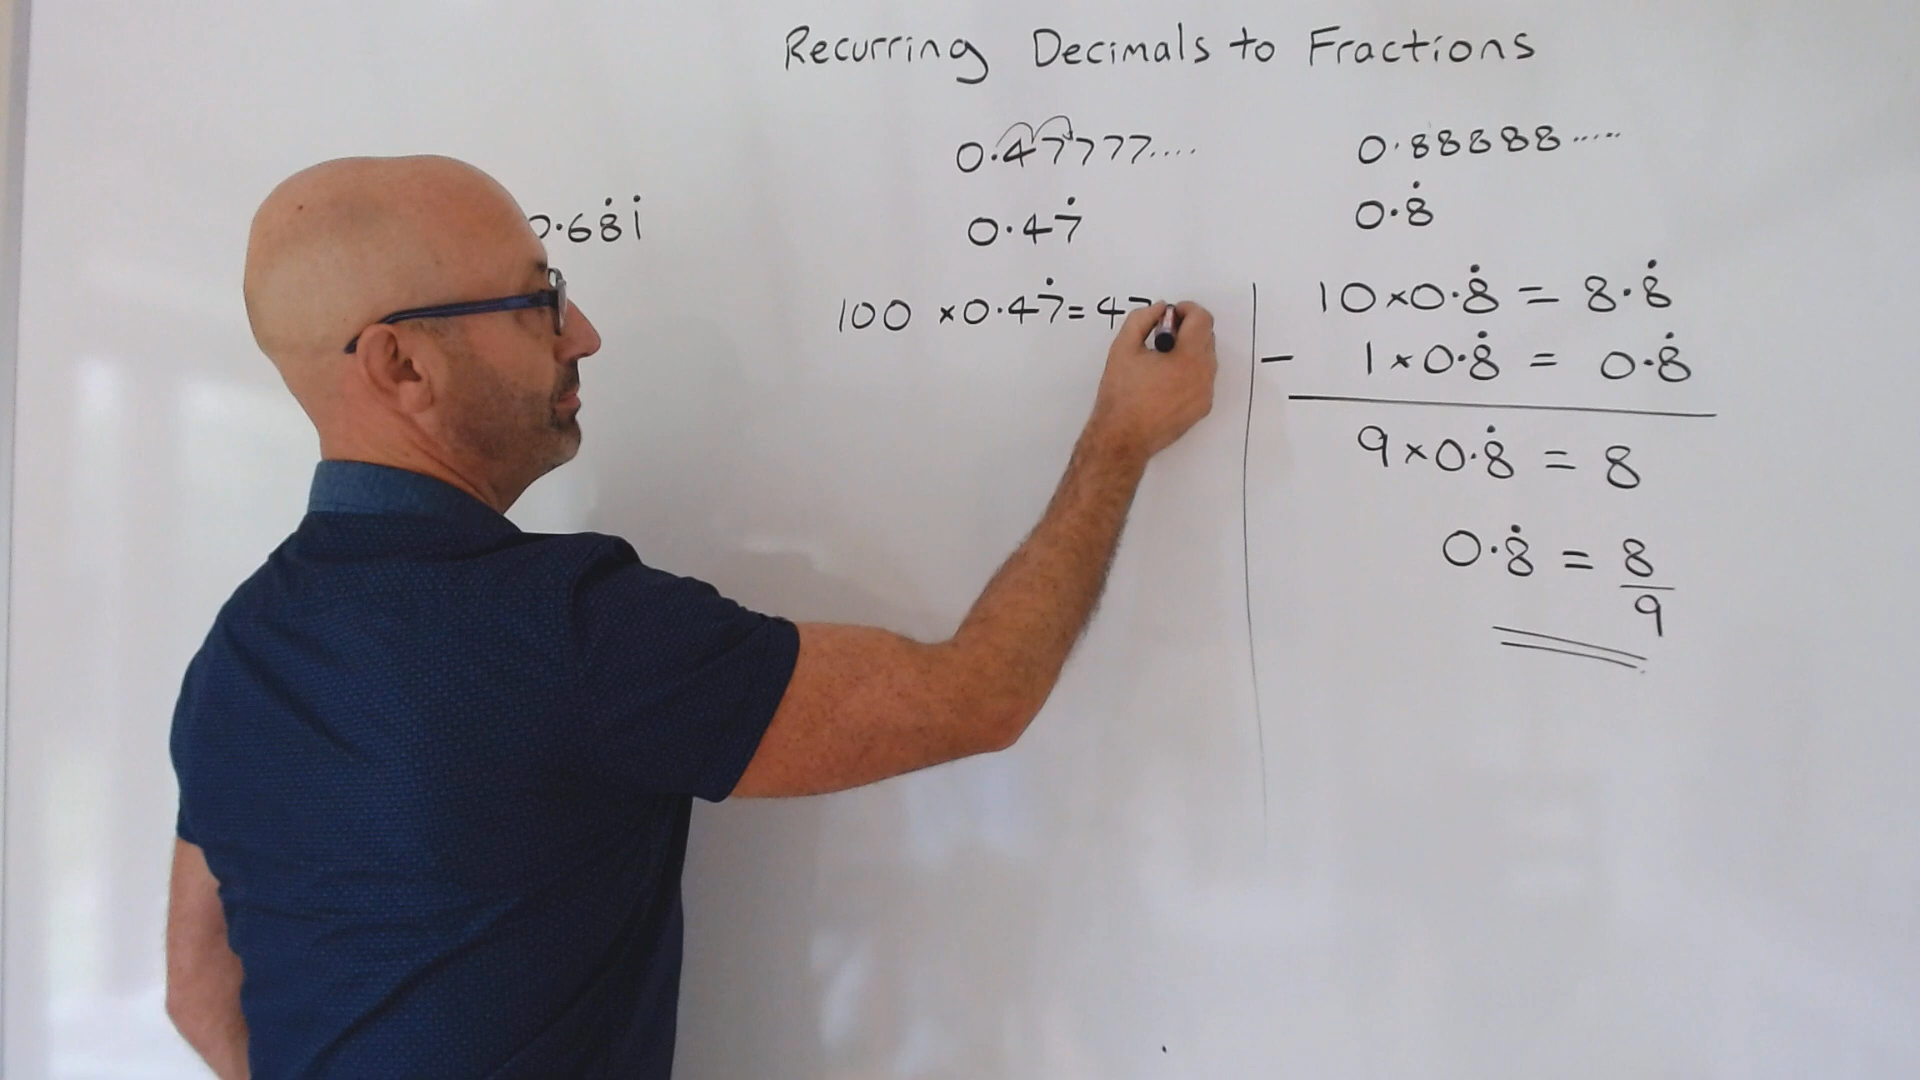 Recurring Decimals to Fractions
0.47777....
0.88888.....
0.68̇1̇
0.47̇
0.8̇
100 × 0.47̇ = 47
10 × 0.8̇ = 8.8̇
− 1 × 0.8̇ = 0.8̇
9 × 0.8̇ = 8
0.8̇ = 8/9